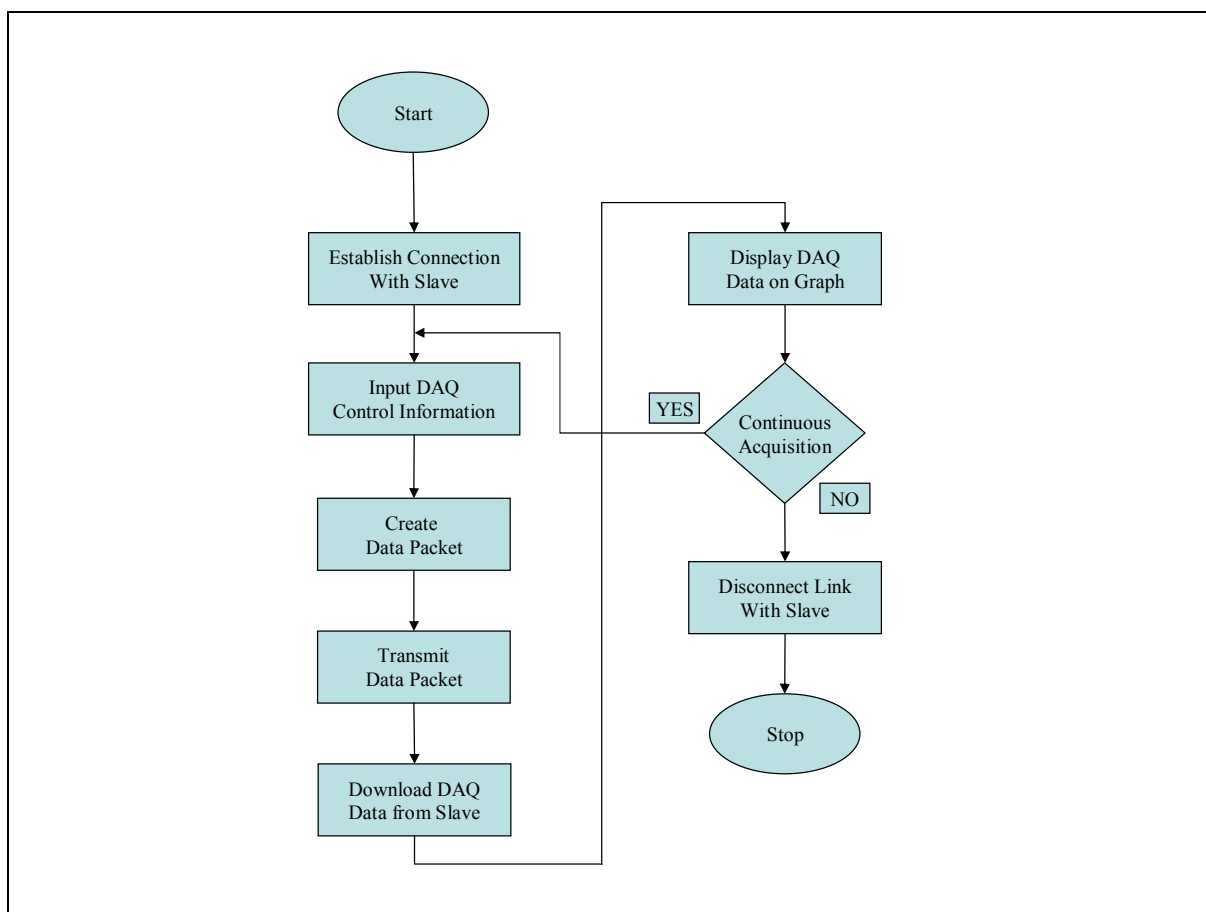 Start
Establish Connection
With Slave
Input DAQ
Control Information
Create
Data Packet
Transmit
Data Packet
Download DAQ
Data from Slave
Display DAQ
Data on Graph
YES
Continuous
Acquisition
NO
Disconnect Link
With Slave
Stop